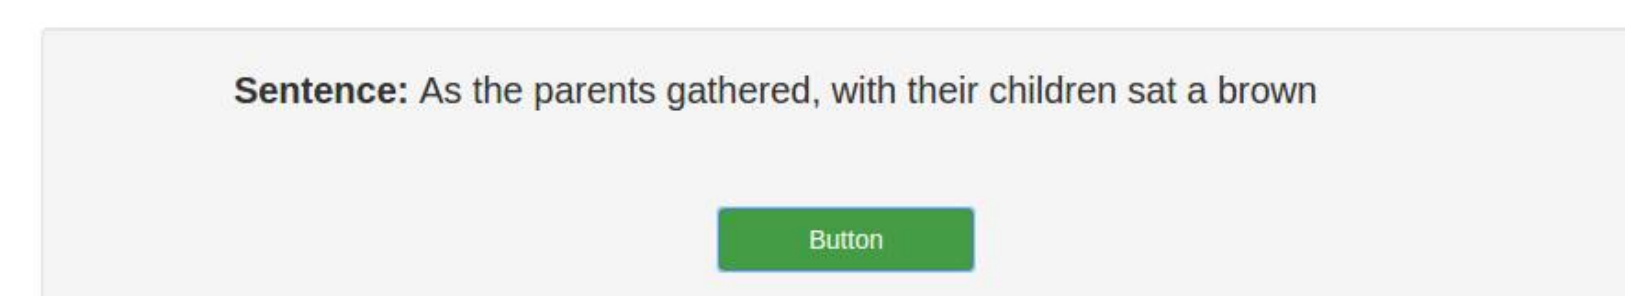 Sentence: As the parents gathered, with their children sat a brown
Button